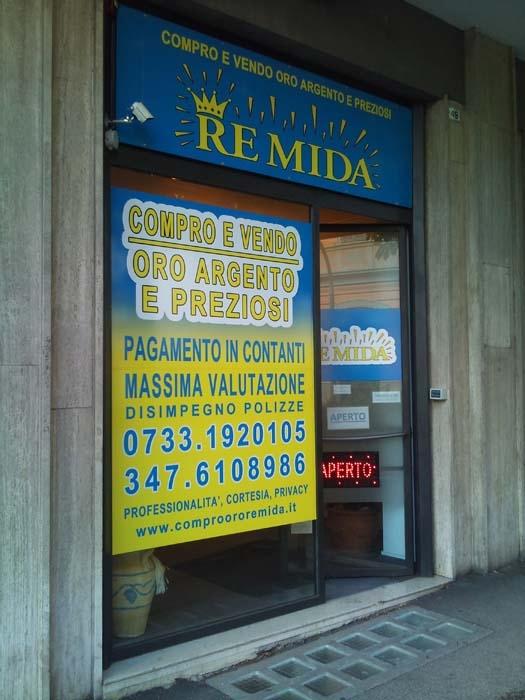 COMPRO E VENDO ORO ARGENTO E PREZIOSI
RE MIDA
49
COMPRO E VENDO
ORO ARGENTO
E PREZIOSI
PAGAMENTO IN CONTANTI
MASSIMA VALUTAZIONE
DISIMPEGNO POLIZZE
0733.1920105
347.6108986
PROFESSIONALITA', CORTESIA, PRIVACY
www.comproororemida.it
E MIDA
APERTO
APERTO